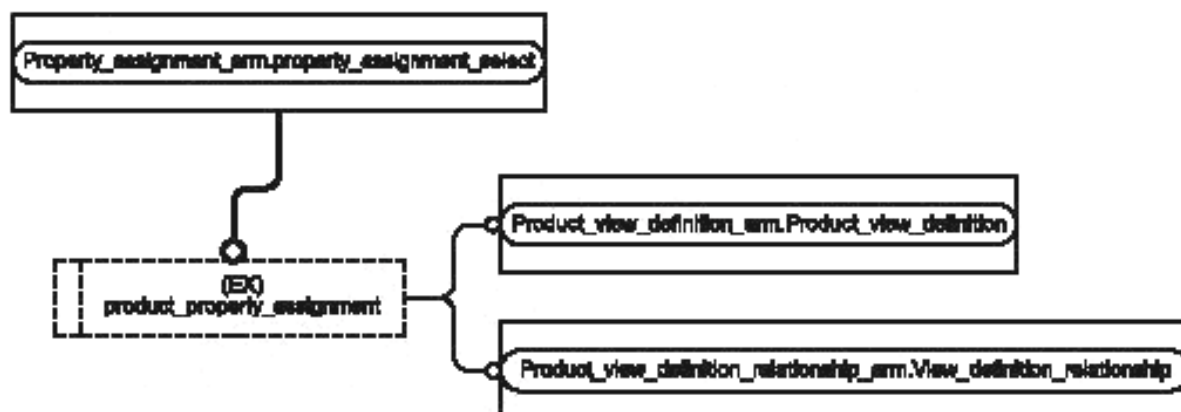 Property_assignment_arm.property_assignment_select
Product_view_definition_arm.Product_view_definition
(EX)
product_property_assignment
Product_view_definition_relationship_arm.View_definition_relationship